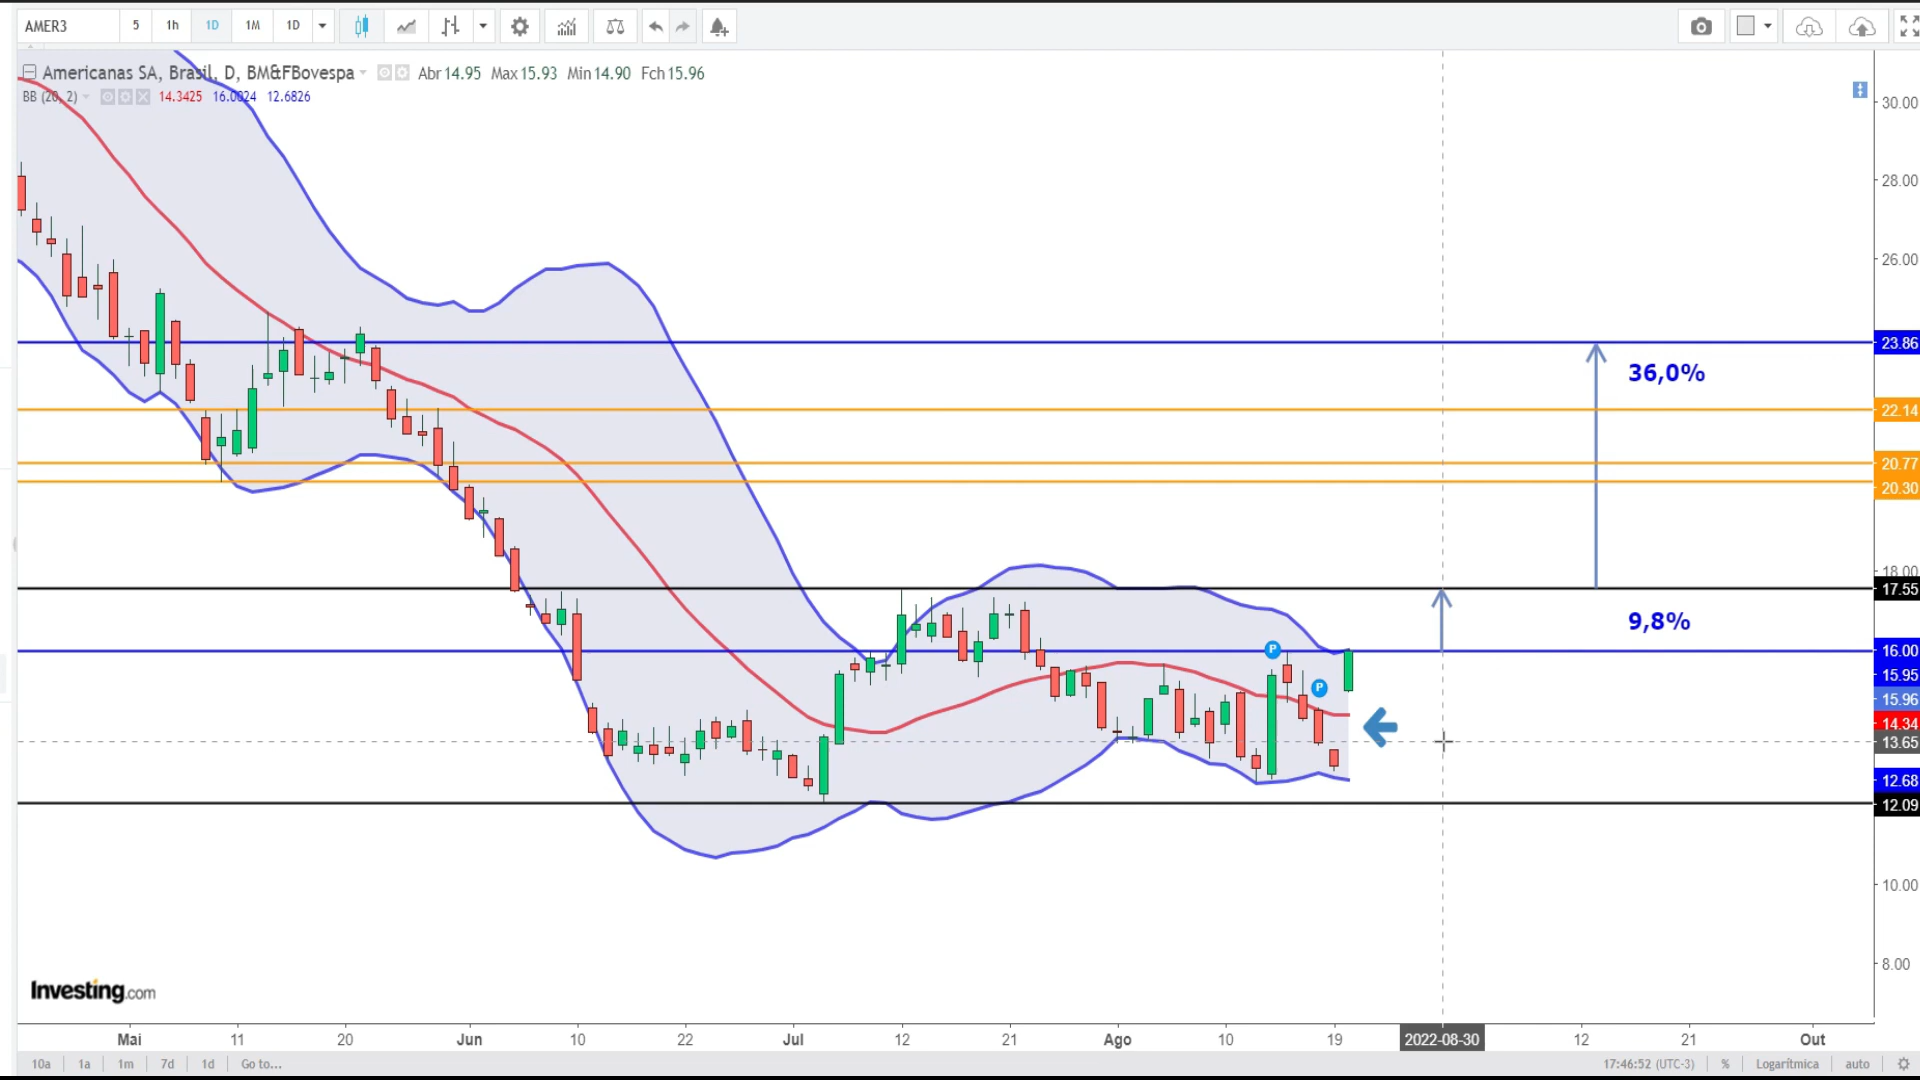 AMER3 5 1h 1D 1M 1D
Americanas SA, Brasil, D, BM&FBovespa Abr 14.95 Max 15.93 Min 14.90 Fch 15.96
BB (20, 2) 14.3425 16.0024 12.6826
30.00
28.00
26.00
23.86
36,0%
22.14
20.77
20.30
18.00
17.55
9,8%
16.00
15.95
15.96
14.34
13.65
12.68
12.09
10.00
8.00
P
P
Investing.com
Mai 11 20 Jun 10 22 Jul 12 21 Ago 10 19 2022-08-30 12 21 Out
10a 1a 1m 7d 1d Go to... 17:46:52 (UTC-3) % Logarítmica auto